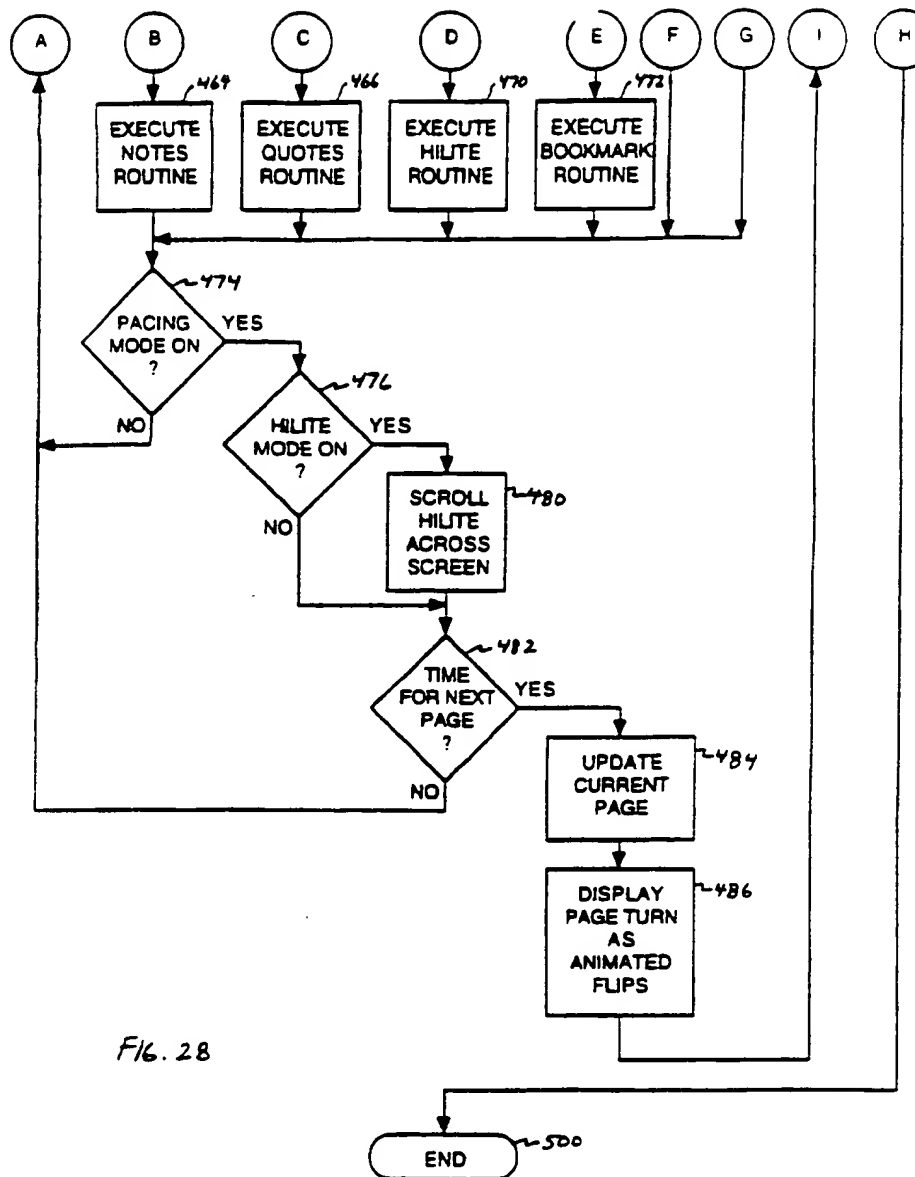 A B C D E F G I H
464 466 470 472
EXECUTE
NOTES
ROUTINE
EXECUTE
QUOTES
ROUTINE
EXECUTE
HILITE
ROUTINE
EXECUTE
BOOKMARK
ROUTINE
474
PACING
MODE ON
?
YES
NO
476
HILITE
MODE ON
?
YES
NO
480
SCROLL
HILITE
ACROSS
SCREEN
482
TIME
FOR NEXT
PAGE
?
YES
NO
484
UPDATE
CURRENT
PAGE
486
DISPLAY
PAGE TURN
AS
ANIMATED
FLIPS
FIG. 28
500
END